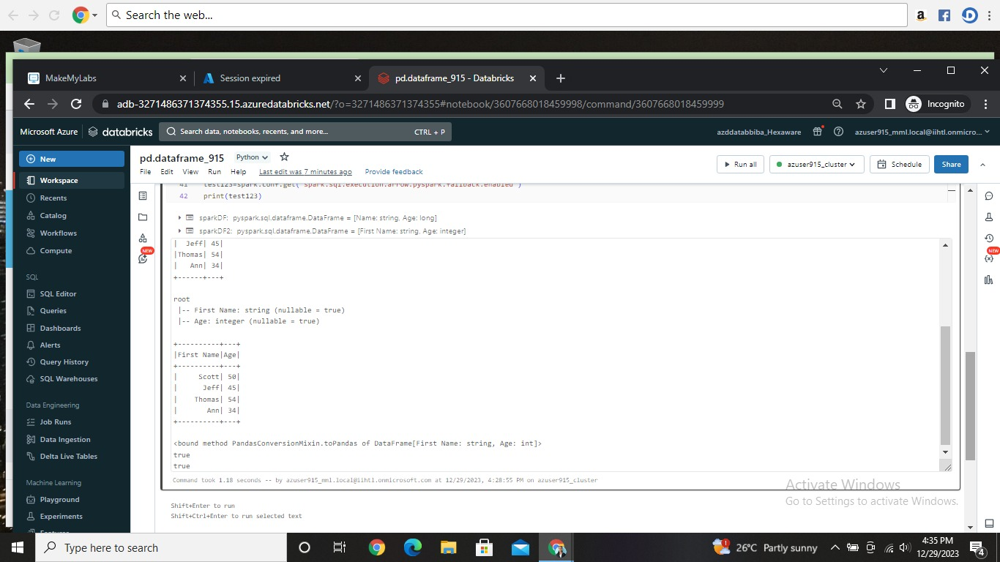 Search the web...
MakeMyLabs
Session expired
pd.dataframe_915 - Databricks
adb-3271486371374355.15.azuredatabricks.net/?o=3271486371374355#notebook/3607668018459998/command/3607668018459999
Incognito
Microsoft Azure
databricks
Search data, notebooks, recents, and more...
CTRL + P
azddatabbiba_Hexaware
azuser915_mml.local@iihtl.onmicro...
New
Workspace
Recents
Catalog
Workflows
Compute
SQL
SQL Editor
Queries
Dashboards
Alerts
Query History
SQL Warehouses
Data Engineering
Job Runs
Data Ingestion
Delta Live Tables
Machine Learning
Playground
Experiments
Features
pd.dataframe_915
Python
File Edit View Run Help Last edit was 7 minutes ago Provide feedback
Run all
azuser915_cluster
Schedule
Share
NEW
NEW
41 test123=spark.conf.get("spark.sql.execution.arrow.pyspark.fallback.enabled")
42 print(test123)
sparkDF: pyspark.sql.dataframe.DataFrame = [Name: string, Age: long]
sparkDF2: pyspark.sql.dataframe.DataFrame = [First Name: string, Age: integer]
|  Jeff| 45|
|Thomas| 54|
|   Ann| 34|
+------+---+
root
 |-- First Name: string (nullable = true)
 |-- Age: integer (nullable = true)
+----------+---+
|First Name|Age|
+----------+---+
|     Scott| 50|
|      Jeff| 45|
|    Thomas| 54|
|       Ann| 34|
+----------+---+
<bound method PandasConversionMixin.toPandas of DataFrame[First Name: string, Age: int]>
true
true
Command took 1.18 seconds -- by azuser915_mml.local@iihtl.onmicrosoft.com at 12/29/2023, 4:28:55 PM on azuser915_cluster
Shift+Enter to run
Shift+Ctrl+Enter to run selected text
Activate Windows
Go to Settings to activate Windows.
Type here to search
1
26°C Partly sunny
4:35 PM
12/29/2023
4